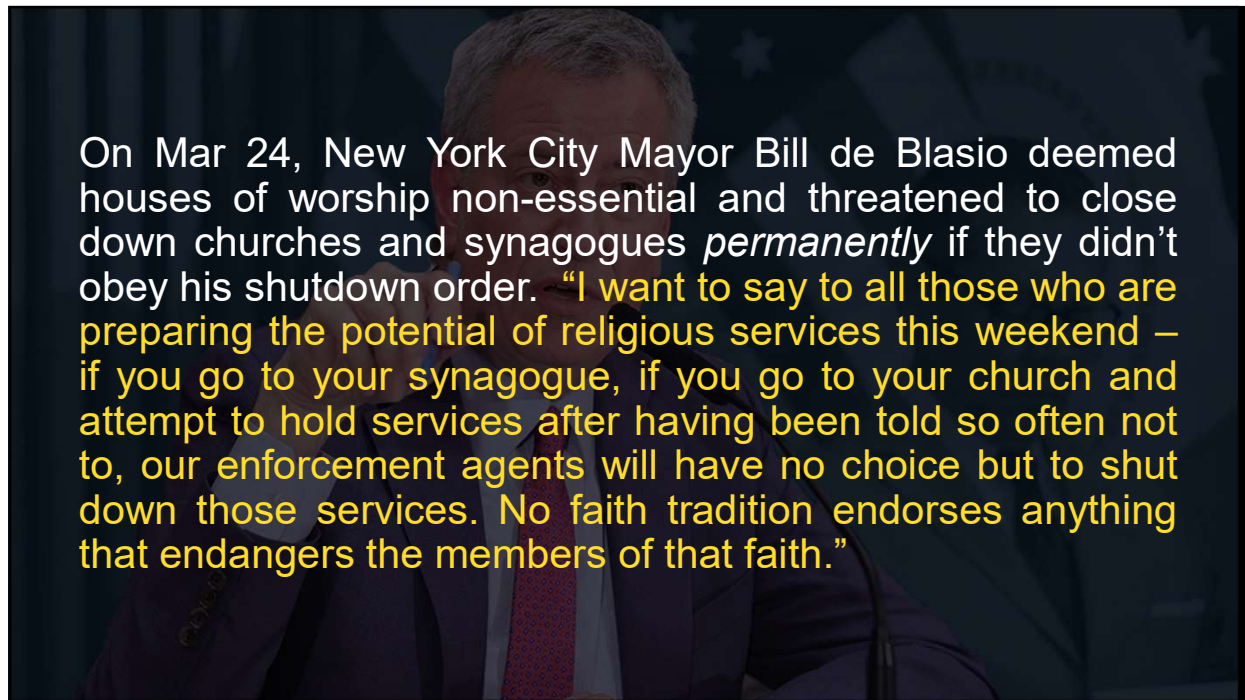 On Mar 24, New York City Mayor Bill de Blasio deemed
houses of worship non-essential and threatened to close
down churches and synagogues permanently if they didn’t
obey his shutdown order. “I want to say to all those who are
preparing the potential of religious services this weekend –
if you go to your synagogue, if you go to your church and
attempt to hold services after having been told so often not
to, our enforcement agents will have no choice but to shut
down those services. No faith tradition endorses anything
that endangers the members of that faith.”